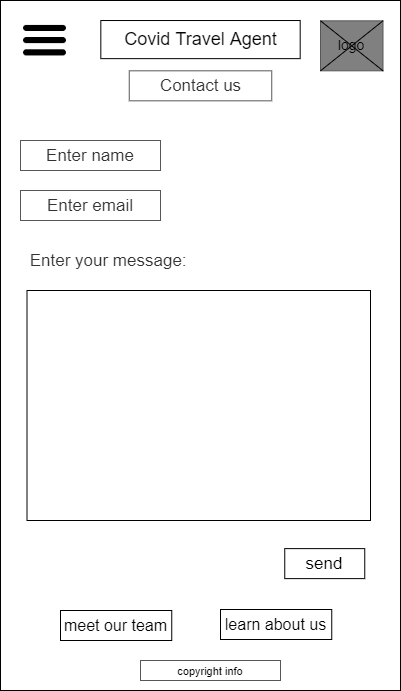 Covid Travel Agent
logo
Contact us
Enter name
Enter email
Enter your message:
send
meet our team
learn about us
copyright info